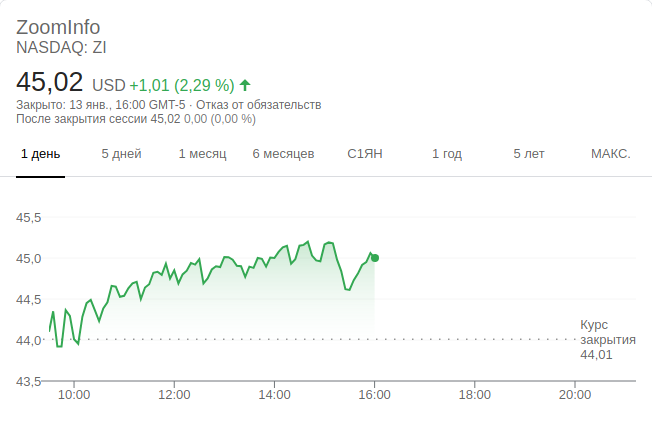 ZoomInfo
NASDAQ: ZI
45,02 USD +1,01 (2,29 %)
Закрыто: 13 янв., 16:00 GMT-5 · Отказ от обязательств
После закрытия сессии 45,02 0,00 (0,00 %)
1 день 5 дней 1 месяц 6 месяцев С1ЯН 1 год 5 лет МАКС.
45,5
45,0
44,5
44,0
43,5
Курс
закрытия
44,01
10:00 12:00 14:00 16:00 18:00 20:00